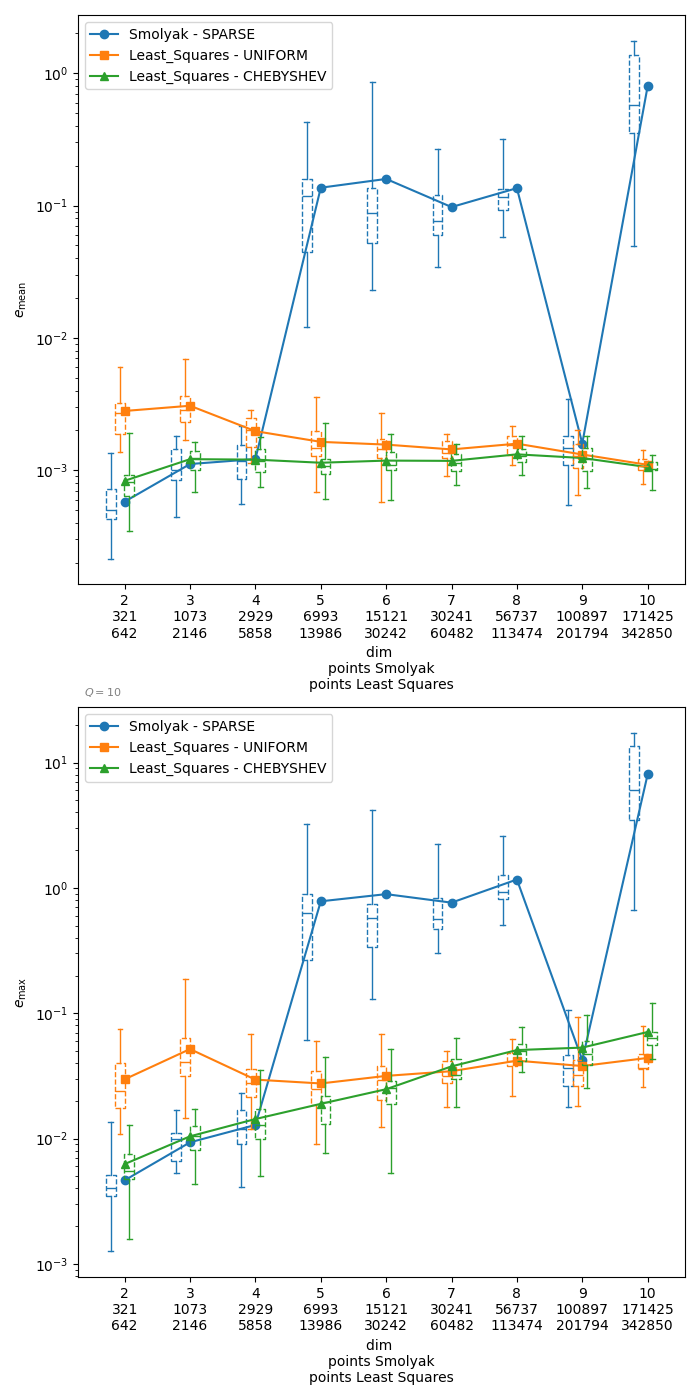 Smolyak - SPARSE
Least_Squares - UNIFORM
Least_Squares - CHEBYSHEV
10⁰
10⁻¹
10⁻²
10⁻³
e_mean
2 3 4 5 6 7 8 9 10
321 1073 2929 6993 15121 30241 56737 100897 171425
642 2146 5858 13986 30242 60482 113474 201794 342850
dim
points Smolyak
points Least Squares
Q = 10
Smolyak - SPARSE
Least_Squares - UNIFORM
Least_Squares - CHEBYSHEV
10¹
10⁰
10⁻¹
10⁻²
10⁻³
e_max
2 3 4 5 6 7 8 9 10
321 1073 2929 6993 15121 30241 56737 100897 171425
642 2146 5858 13986 30242 60482 113474 201794 342850
dim
points Smolyak
points Least Squares